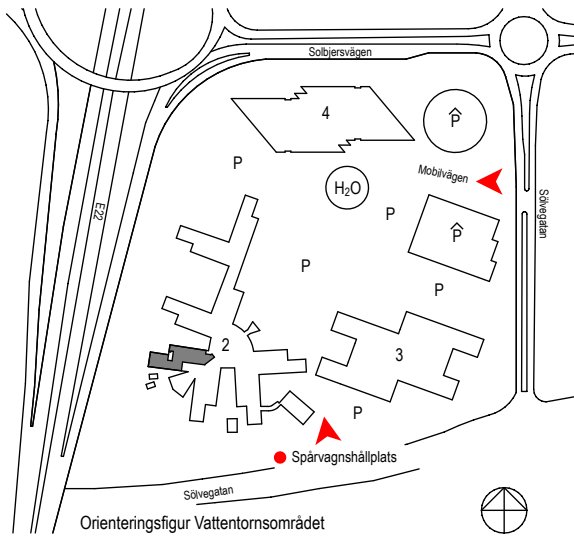 Solbjersvägen
4
P
P
Mobilvägen
H₂O
Sölvegatan
E22
P
P
P
P
2
3
P
Spårvagnshållplats
Sölvegatan
Orienteringsfigur Vattentornsområdet